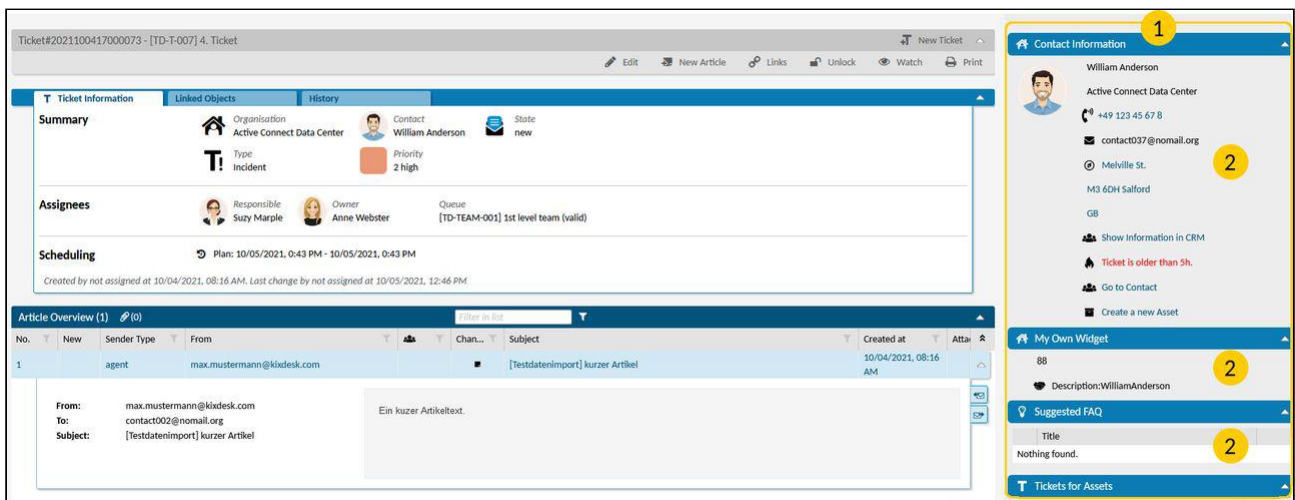 Ticket#2021100417000073 - [TD-T-007] 4. Ticket
New Ticket
Edit
New Article
Links
Unlock
Watch
Print
T Ticket Information
Linked Objects
History
Summary
Organisation
Active Connect Data Center
Contact
William Anderson
State
new
Type
Incident
Priority
2 high
Assignees
Responsible
Suzy Marple
Owner
Anne Webster
Queue
[TD-TEAM-001] 1st level team (valid)
Scheduling
Plan: 10/05/2021, 0:43 PM - 10/05/2021, 0:43 PM
Created by not assigned at 10/04/2021, 08:16 AM. Last change by not assigned at 10/05/2021, 12:46 PM
Article Overview (1) (0)
Filter in list
No. New Sender Type From Chan... Subject Created at Atta
1 agent max.mustermann@kixdesk.com [Testdatenimport] kurzer Artikel 10/04/2021, 08:16
AM
From: max.mustermann@kixdesk.com
To: contact002@nomail.org
Subject: [Testdatenimport] kurzer Artikel
Ein kuzer Artikeltext.
1
Contact Information
William Anderson
Active Connect Data Center
+49 123 45 67 8
contact037@nomail.org
Melville St.
2
M3 6DH Salford
GB
Show Information in CRM
Ticket is older than 5h.
Go to Contact
Create a new Asset
My Own Widget
88
2
Description:WilliamAnderson
Suggested FAQ
Title
2
Nothing found.
T Tickets for Assets